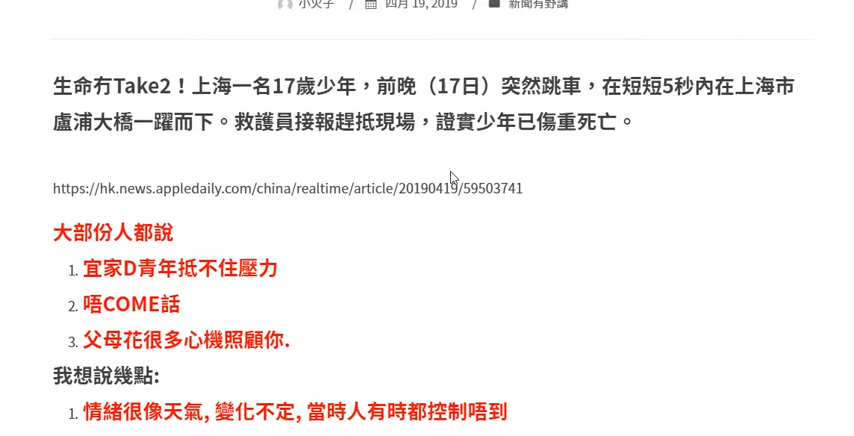 小火子 / 四月 19, 2019 / 新聞有野講
生命冇Take2！上海一名17歲少年，前晚（17日）突然跳車，在短短5秒內在上海市
盧浦大橋一躍而下。救護員接報趕抵現場，證實少年已傷重死亡。
https://hk.news.appledaily.com/china/realtime/article/20190419/59503741
大部份人都說
1. 宜家D青年抵不住壓力
2. 唔COME話
3. 父母花很多心機照顧你.
我想說幾點:
1. 情緒很像天氣, 變化不定, 當時人有時都控制唔到